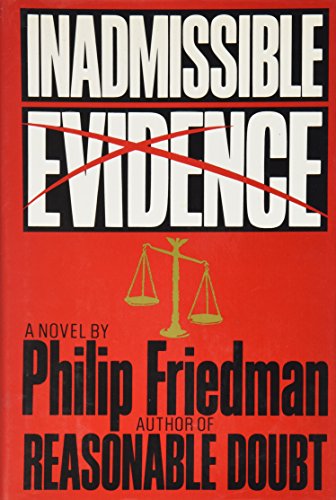 INADMISSIBLE
EVIDENCE
A NOVEL BY
Philip Friedman
AUTHOR OF
REASONABLE DOUBT